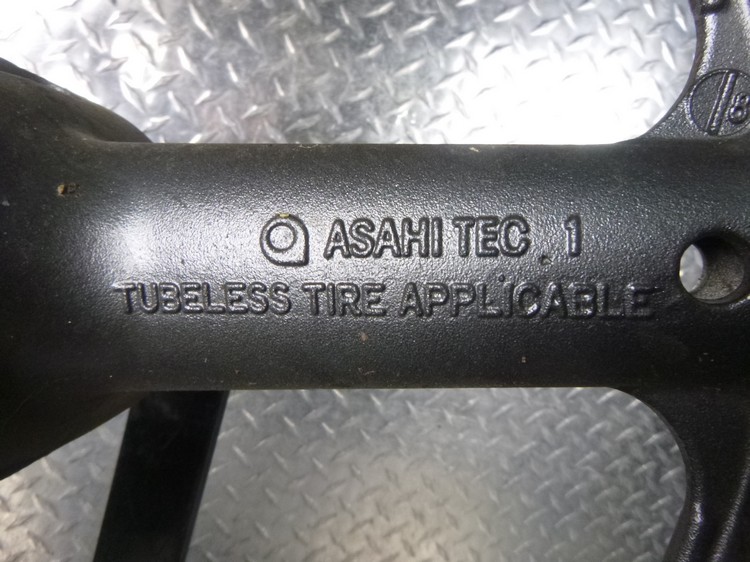 ASAHI TEC 1
TUBELESS TIRE APPLICABLE